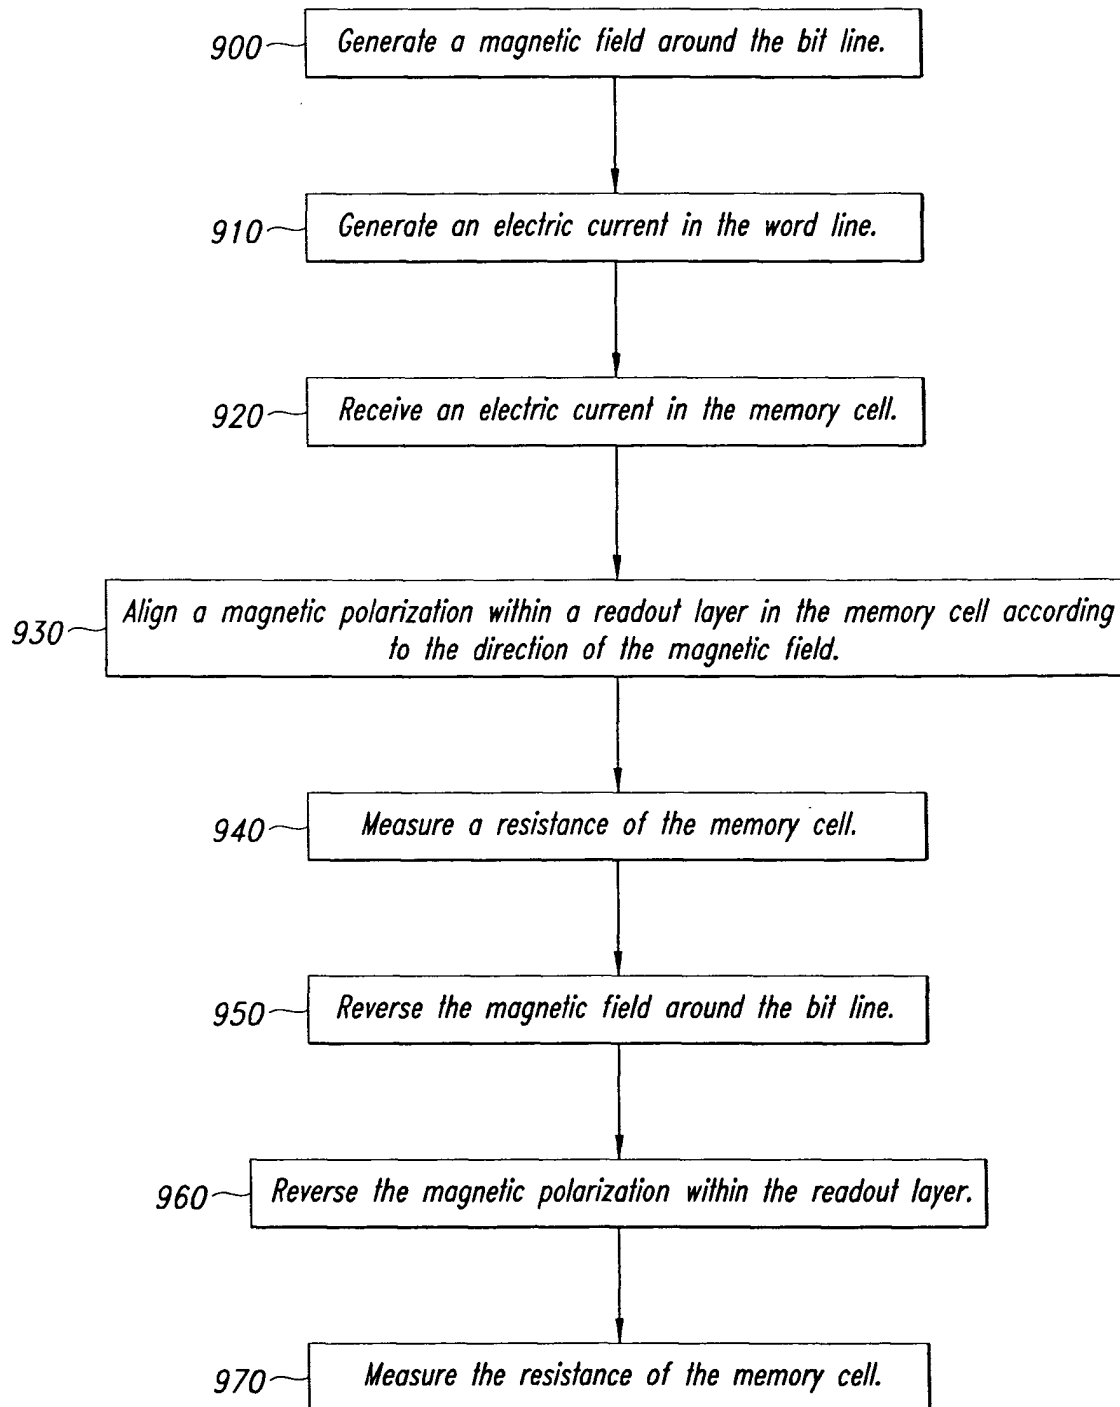 900 Generate a magnetic field around the bit line.
910 Generate an electric current in the word line.
920 Receive an electric current in the memory cell.
930 Align a magnetic polarization within a readout layer in the memory cell according
to the direction of the magnetic field.
940 Measure a resistance of the memory cell.
950 Reverse the magnetic field around the bit line.
960 Reverse the magnetic polarization within the readout layer.
970 Measure the resistance of the memory cell.